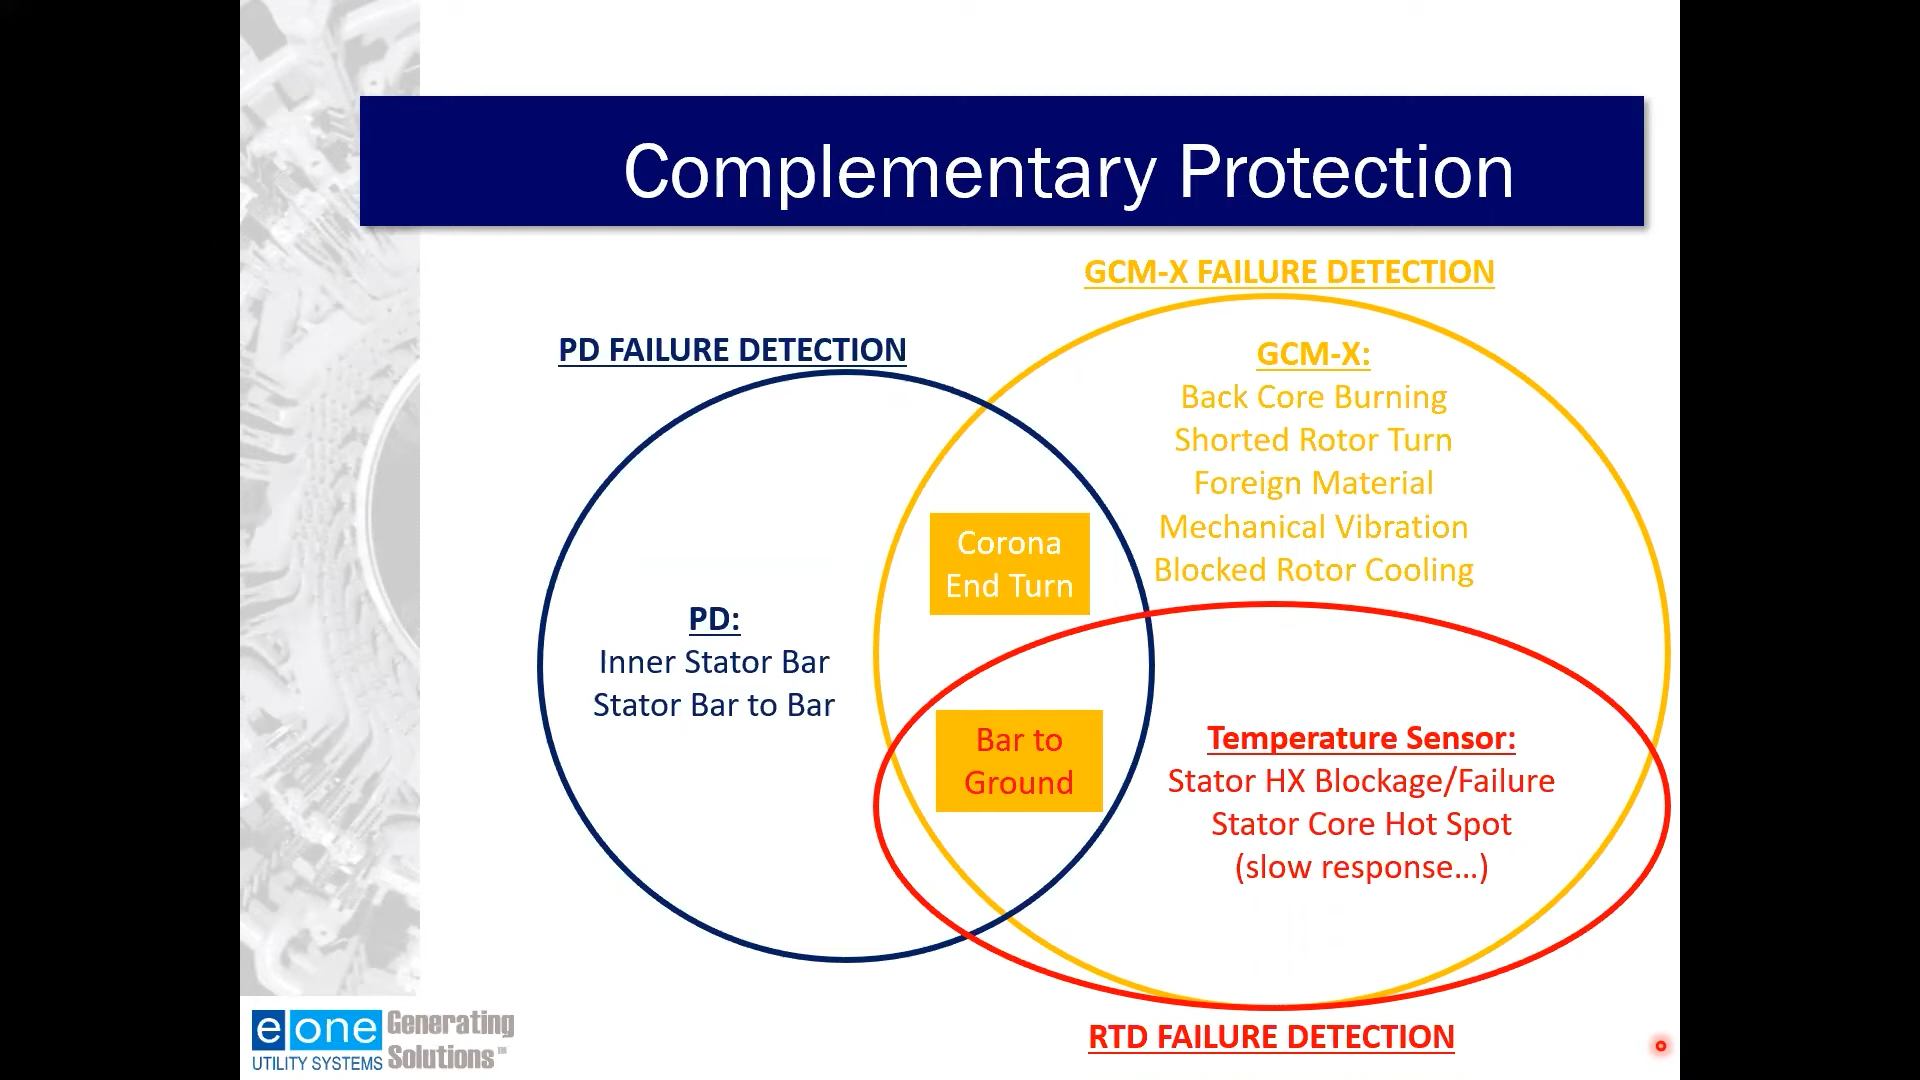 Complementary Protection
GCM-X FAILURE DETECTION
PD FAILURE DETECTION
GCM-X:
Back Core Burning
Shorted Rotor Turn
Foreign Material
Mechanical Vibration
Blocked Rotor Cooling
Corona
End Turn
PD:
Inner Stator Bar
Stator Bar to Bar
Bar to
Ground
Temperature Sensor:
Stator HX Blockage/Failure
Stator Core Hot Spot
(slow response...)
RTD FAILURE DETECTION
e one
UTILITY SYSTEMS
Generating
Solutions™